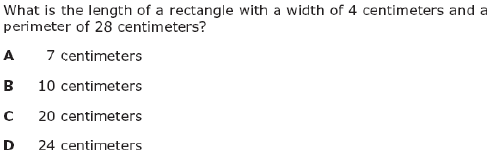 What is the length of a rectangle with a width of 4 centimeters and a
perimeter of 28 centimeters?
A 7 centimeters
B 10 centimeters
C 20 centimeters
D 24 centimeters